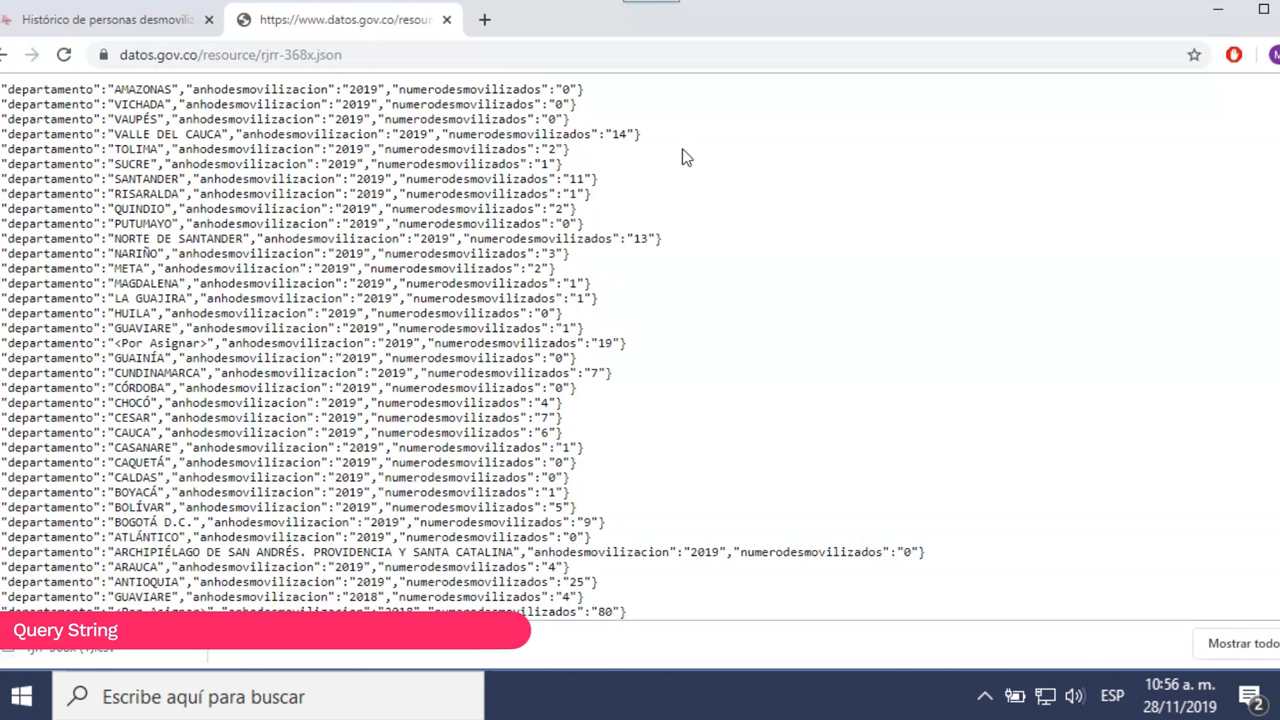 Histórico de personas desmoviliz
https://www.datos.gov.co/resour
datos.gov.co/resource/rjrr-368x.json
"departamento":"AMAZONAS","anhodesmovilizacion":"2019","numerodesmovilizados":"0"}
"departamento":"VICHADA","anhodesmovilizacion":"2019","numerodesmovilizados":"0"}
"departamento":"VAUPÉS","anhodesmovilizacion":"2019","numerodesmovilizados":"0"}
"departamento":"VALLE DEL CAUCA","anhodesmovilizacion":"2019","numerodesmovilizados":"14"}
"departamento":"TOLIMA","anhodesmovilizacion":"2019","numerodesmovilizados":"2"}
"departamento":"SUCRE","anhodesmovilizacion":"2019","numerodesmovilizados":"1"}
"departamento":"SANTANDER","anhodesmovilizacion":"2019","numerodesmovilizados":"11"}
"departamento":"RISARALDA","anhodesmovilizacion":"2019","numerodesmovilizados":"1"}
"departamento":"QUINDIO","anhodesmovilizacion":"2019","numerodesmovilizados":"2"}
"departamento":"PUTUMAYO","anhodesmovilizacion":"2019","numerodesmovilizados":"0"}
"departamento":"NORTE DE SANTANDER","anhodesmovilizacion":"2019","numerodesmovilizados":"13"}
"departamento":"NARIÑO","anhodesmovilizacion":"2019","numerodesmovilizados":"3"}
"departamento":"META","anhodesmovilizacion":"2019","numerodesmovilizados":"2"}
"departamento":"MAGDALENA","anhodesmovilizacion":"2019","numerodesmovilizados":"1"}
"departamento":"LA GUAJIRA","anhodesmovilizacion":"2019","numerodesmovilizados":"1"}
"departamento":"HUILA","anhodesmovilizacion":"2019","numerodesmovilizados":"0"}
"departamento":"GUAVIARE","anhodesmovilizacion":"2019","numerodesmovilizados":"1"}
"departamento":"<Por Asignar>","anhodesmovilizacion":"2019","numerodesmovilizados":"19"}
"departamento":"GUAINÍA","anhodesmovilizacion":"2019","numerodesmovilizados":"0"}
"departamento":"CUNDINAMARCA","anhodesmovilizacion":"2019","numerodesmovilizados":"7"}
"departamento":"CÓRDOBA","anhodesmovilizacion":"2019","numerodesmovilizados":"0"}
"departamento":"CHOCÓ","anhodesmovilizacion":"2019","numerodesmovilizados":"4"}
"departamento":"CESAR","anhodesmovilizacion":"2019","numerodesmovilizados":"7"}
"departamento":"CAUCA","anhodesmovilizacion":"2019","numerodesmovilizados":"6"}
"departamento":"CASANARE","anhodesmovilizacion":"2019","numerodesmovilizados":"1"}
"departamento":"CAQUETÁ","anhodesmovilizacion":"2019","numerodesmovilizados":"0"}
"departamento":"CALDAS","anhodesmovilizacion":"2019","numerodesmovilizados":"0"}
"departamento":"BOYACÁ","anhodesmovilizacion":"2019","numerodesmovilizados":"1"}
"departamento":"BOLÍVAR","anhodesmovilizacion":"2019","numerodesmovilizados":"5"}
"departamento":"BOGOTÁ D.C.","anhodesmovilizacion":"2019","numerodesmovilizados":"9"}
"departamento":"ATLÁNTICO","anhodesmovilizacion":"2019","numerodesmovilizados":"0"}
"departamento":"ARCHIPIÉLAGO DE SAN ANDRÉS. PROVIDENCIA Y SANTA CATALINA","anhodesmovilizacion":"2019","numerodesmovilizados":"0"}
"departamento":"ARAUCA","anhodesmovilizacion":"2019","numerodesmovilizados":"4"}
"departamento":"ANTIOQUIA","anhodesmovilizacion":"2019","numerodesmovilizados":"25"}
"departamento":"GUAVIARE","anhodesmovilizacion":"2018","numerodesmovilizados":"4"}
ilizados":"80"}
Query String
Mostrar todo
Escribe aquí para buscar
ESP
10:56 a. m.
28/11/2019
2